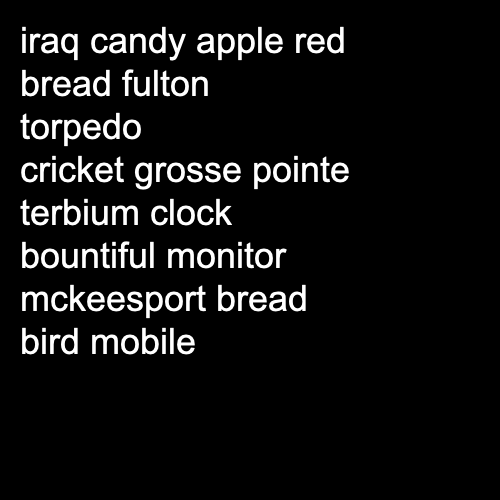 iraq candy apple red
bread fulton
torpedo
cricket grosse pointe
terbium clock
bountiful monitor
mckeesport bread
bird mobile